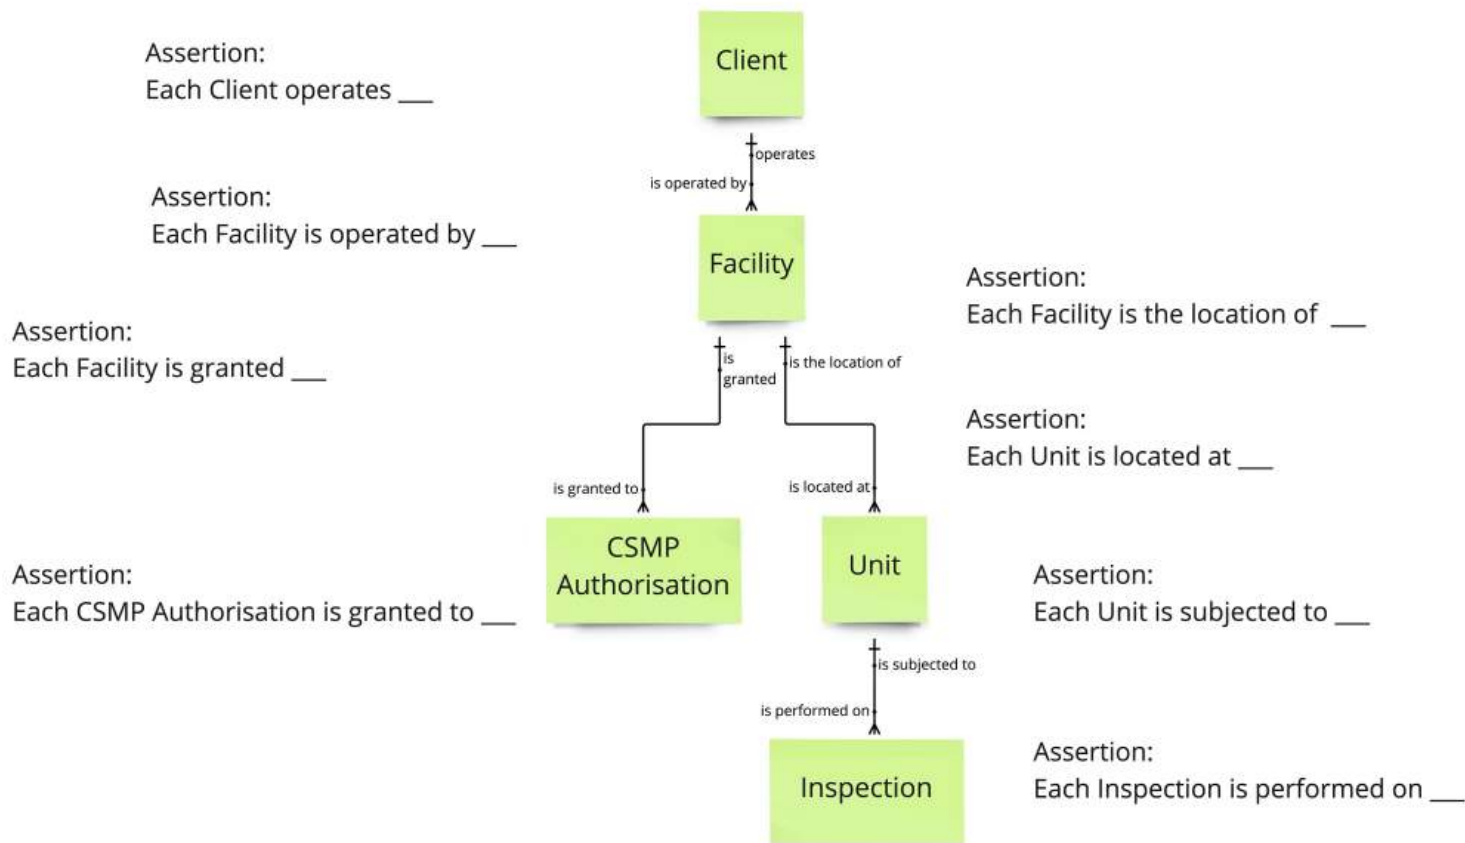 Assertion:
Each Client operates ___
Client
operates
is operated by
Assertion:
Each Facility is operated by ___
Facility
Assertion:
Each Facility is the location of ___
Assertion:
Each Facility is granted ___
is
granted
is the location of
Assertion:
Each Unit is located at ___
is granted to
is located at
CSMP
Authorisation
Unit
Assertion:
Each CSMP Authorisation is granted to ___
Assertion:
Each Unit is subjected to ___
is subjected to
is performed on
Inspection
Assertion:
Each Inspection is performed on ___